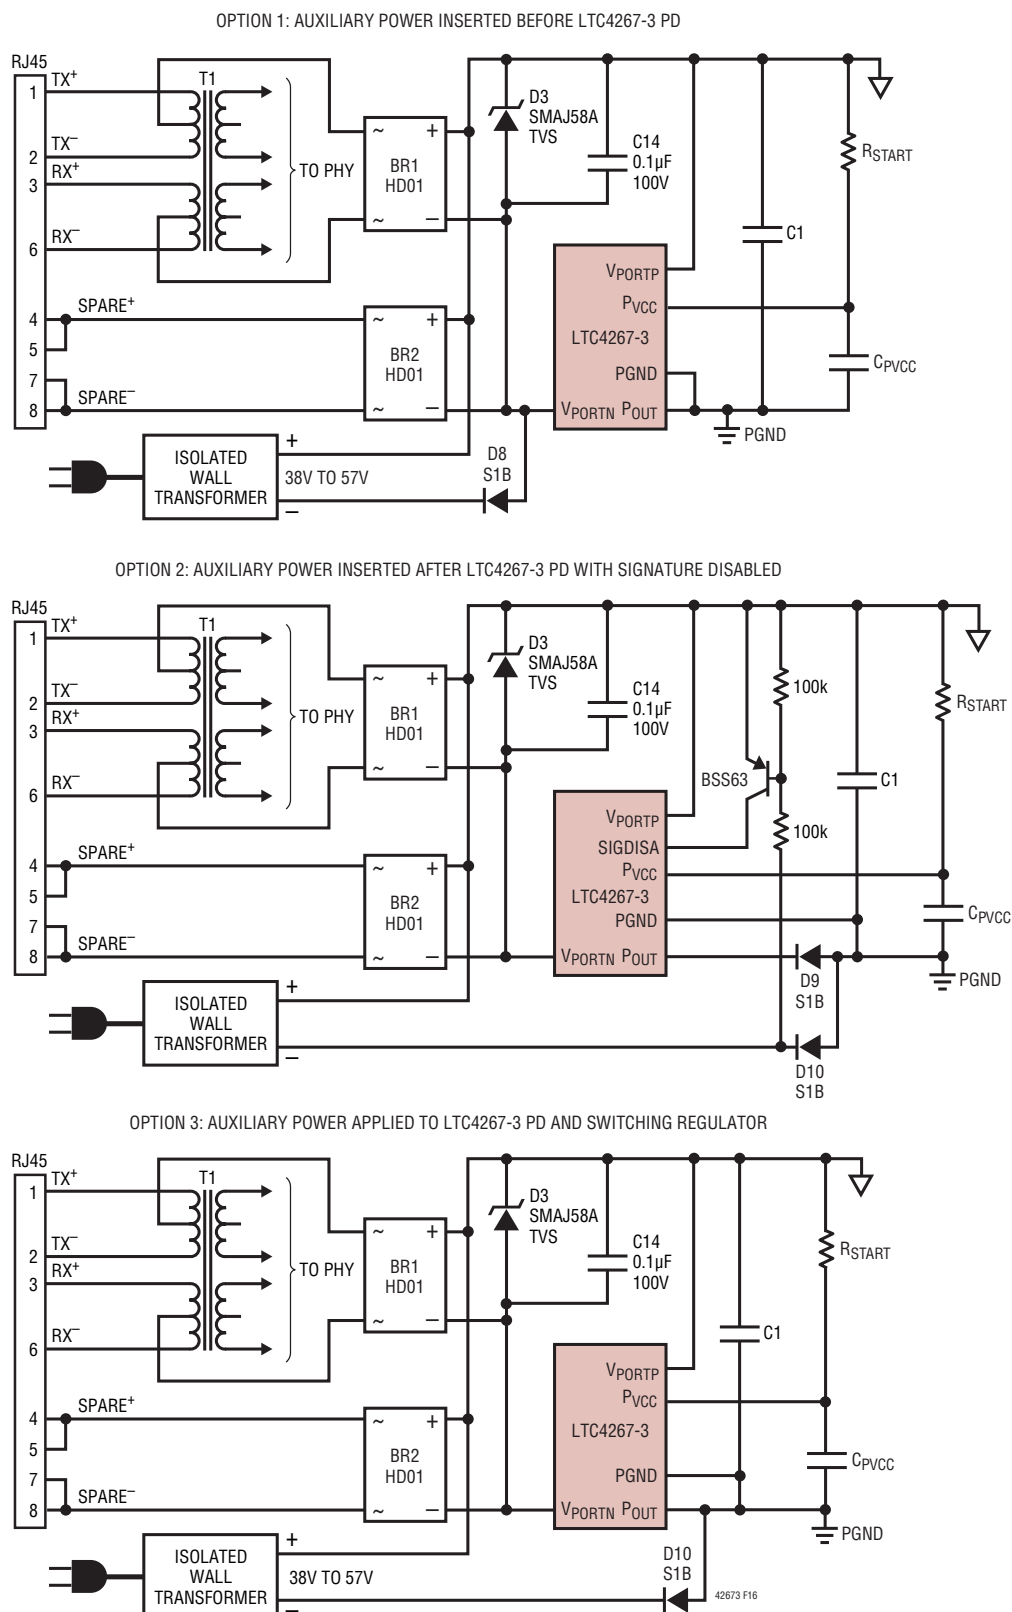 OPTION 1: AUXILIARY POWER INSERTED BEFORE LTC4267-3 PD
RJ45
TX+
T1
1
TX–
2
RX+
3
RX–
6
TO PHY
~ +
BR1
HD01
~ –
D3
SMAJ58A
TVS
C14
0.1µF
100V
RSTART
C1
VPORTP
PVCC
LTC4267-3
PGND
VPORTN POUT
CPVCC
PGND
SPARE+
4
5
7
SPARE–
8
~ +
BR2
HD01
~ –
ISOLATED
WALL
TRANSFORMER
+
38V TO 57V
–
D8
S1B
OPTION 2: AUXILIARY POWER INSERTED AFTER LTC4267-3 PD WITH SIGNATURE DISABLED
RJ45
TX+
T1
1
TX–
2
RX+
3
RX–
6
TO PHY
~ +
BR1
HD01
~ –
D3
SMAJ58A
TVS
C14
0.1µF
100V
100k
RSTART
BSS63
C1
100k
VPORTP
SIGDISA
PVCC
LTC4267-3
PGND
VPORTN POUT
CPVCC
D9
S1B
PGND
SPARE+
4
5
7
SPARE–
8
~ +
BR2
HD01
~ –
ISOLATED
WALL
TRANSFORMER
+
–
D10
S1B
OPTION 3: AUXILIARY POWER APPLIED TO LTC4267-3 PD AND SWITCHING REGULATOR
RJ45
TX+
T1
1
TX–
2
RX+
3
RX–
6
TO PHY
~ +
BR1
HD01
~ –
D3
SMAJ58A
TVS
C14
0.1µF
100V
RSTART
C1
VPORTP
PVCC
LTC4267-3
PGND
VPORTN POUT
CPVCC
PGND
SPARE+
4
5
7
SPARE–
8
~ +
BR2
HD01
~ –
ISOLATED
WALL
TRANSFORMER
+
38V TO 57V
–
D10
S1B
42673 F16